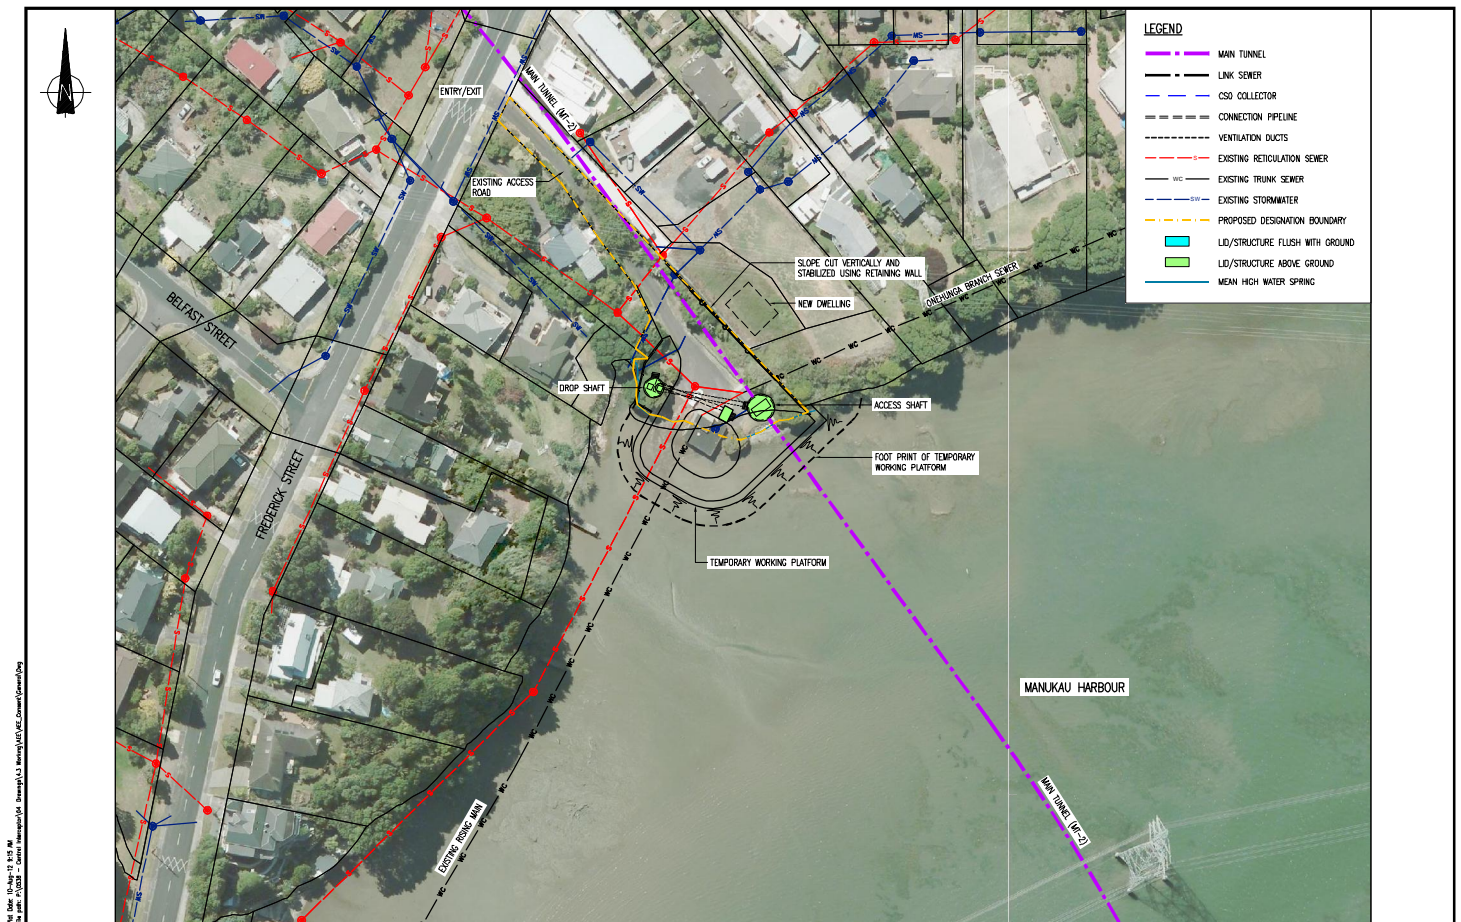 N
LEGEND
MAIN TUNNEL
LINK SEWER
CSO COLLECTOR
CONNECTION PIPELINE
VENTILATION DUCTS
S EXISTING RETICULATION SEWER
WC EXISTING TRUNK SEWER
SW EXISTING STORMWATER
PROPOSED DESIGNATION BOUNDARY
LID/STRUCTURE FLUSH WITH GROUND
LID/STRUCTURE ABOVE GROUND
MEAN HIGH WATER SPRING
ENTRY/EXIT
MAIN TUNNEL (MT-2)
EXISTING ACCESS
ROAD
SLOPE CUT VERTICALLY AND
STABILIZED USING RETAINING WALL
ONEHUNGA BRANCH SEWER
NEW DWELLING
BELFAST STREET
DROP SHAFT
ACCESS SHAFT
FREDERICK STREET
FOOT PRINT OF TEMPORARY
WORKING PLATFORM
TEMPORARY WORKING PLATFORM
MANUKAU HARBOUR
MAIN TUNNEL (MT-2)
EXISTING RISING MAIN